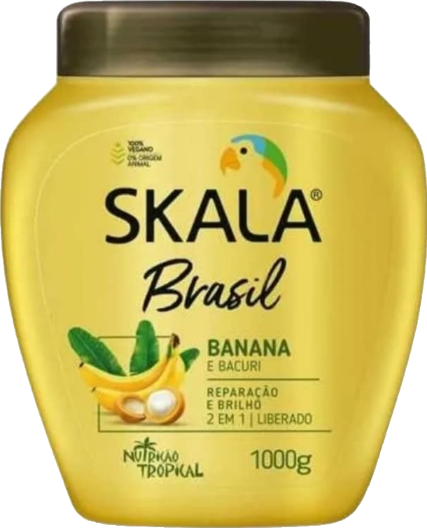 100%
VEGANO
0% ORIGEM
ANIMAL
SKALA®
Brasil
BANANA
E BACURI
REPARAÇÃO
E BRILHO
2 EM 1 | LIBERADO
NUTRIÇÃO
TROPICAL
1000g